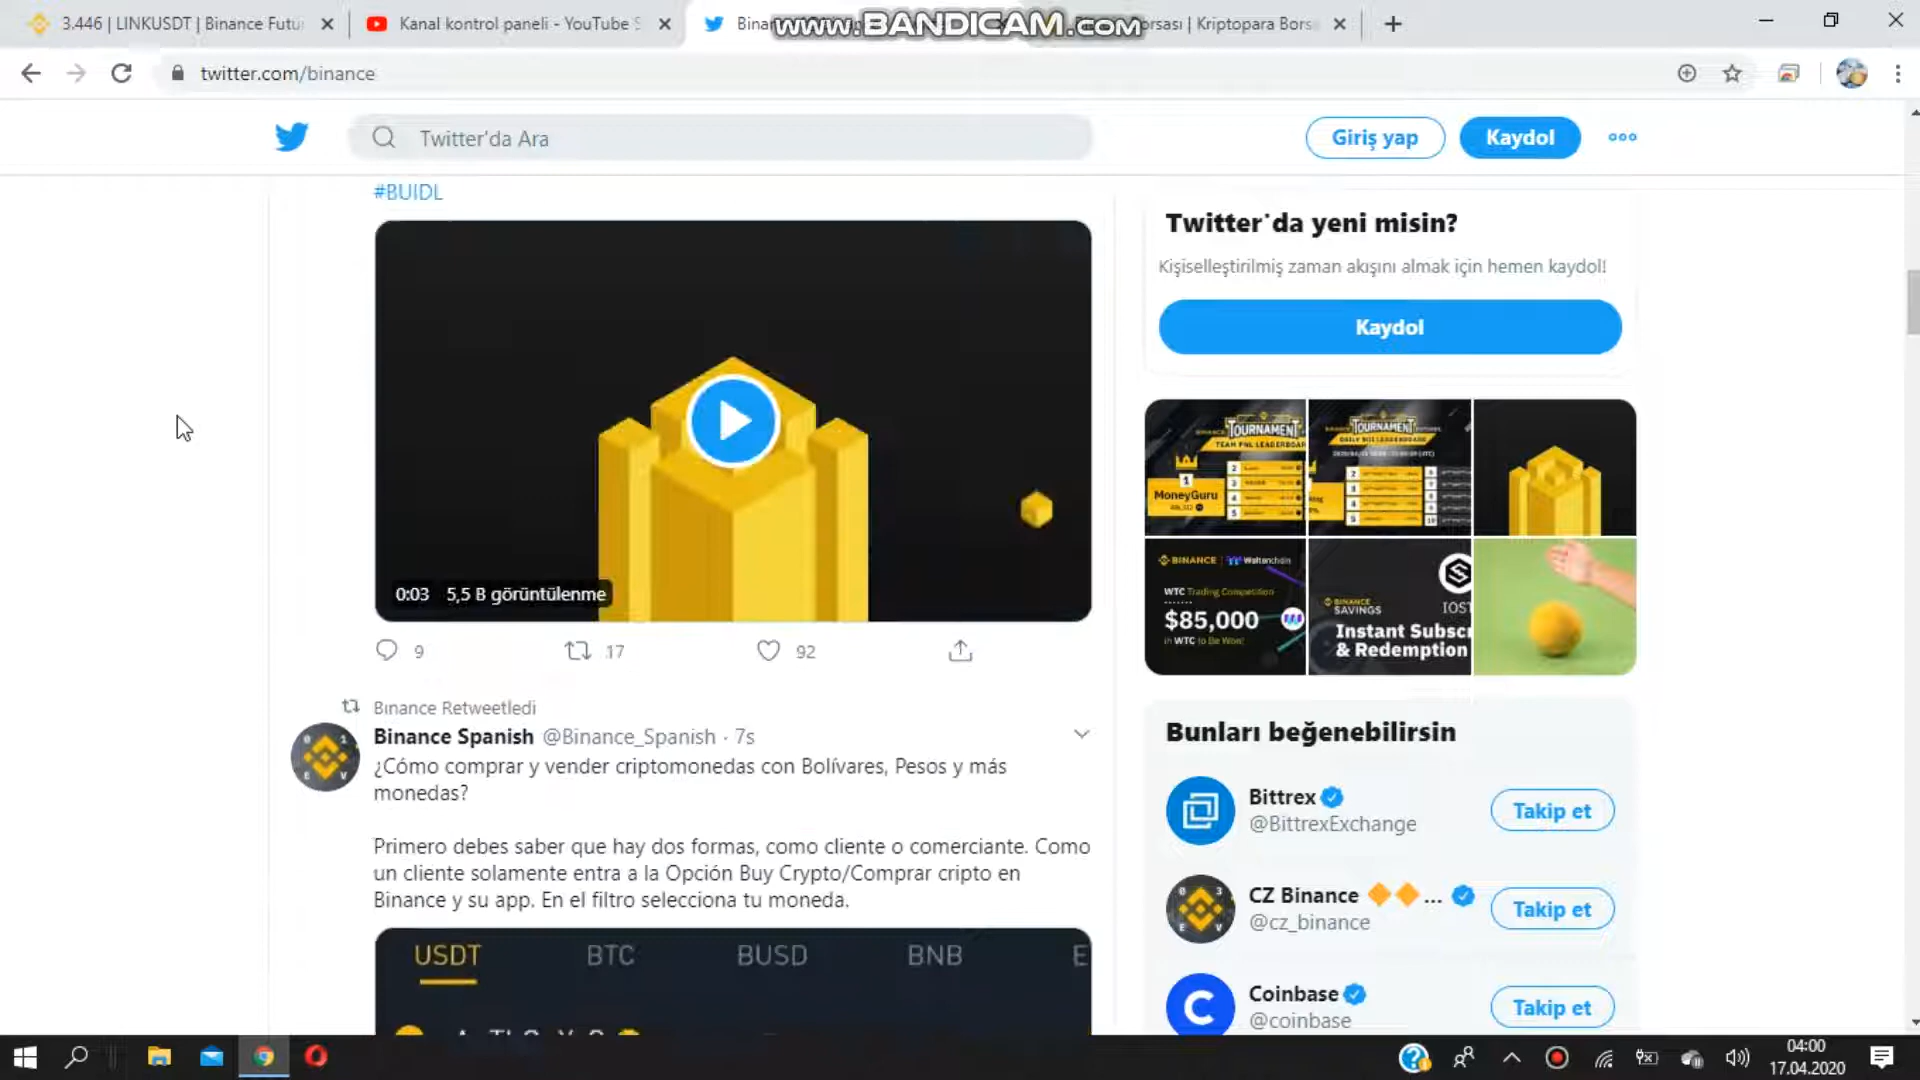 3.446 | LINKUSDT | Binance Futu
Kanal kontrol paneli - YouTube S
Binan
www.BANDICAM.com
orsası | Kriptopara Bors
twitter.com/binance
Twitter'da Ara
Giriş yap
Kaydol
#BUIDL
0:03 5,5 B görüntülenme
9
17
92
Binance Retweetledi
Binance Spanish @Binance_Spanish · 7s
¿Cómo comprar y vender criptomonedas con Bolívares, Pesos y más
monedas?
Primero debes saber que hay dos formas, como cliente o comerciante. Como
un cliente solamente entra a la Opción Buy Crypto/Comprar cripto en
Binance y su app. En el filtro selecciona tu moneda.
USDT BTC BUSD BNB E
Twitter'da yeni misin?
Kişiselleştirilmiş zaman akışını almak için hemen kaydol!
Kaydol
TOURNAMENT
TEAM PNL LEADERBOAR
1
MoneyGuru
2
3
4
5
TOURNAMENT
DAILY ROI LEADERBOARD
BINANCE | Waltonchain
WTC Trading Competition
$85,000
in WTC to Be Won!
BINANCE
SAVINGS
IOST
Instant Subscr
& Redemption
Bunları beğenebilirsin
Bittrex
@BittrexExchange
Takip et
CZ Binance ...
@cz_binance
Takip et
Coinbase
@coinbase
Takip et
04:00
17.04.2020